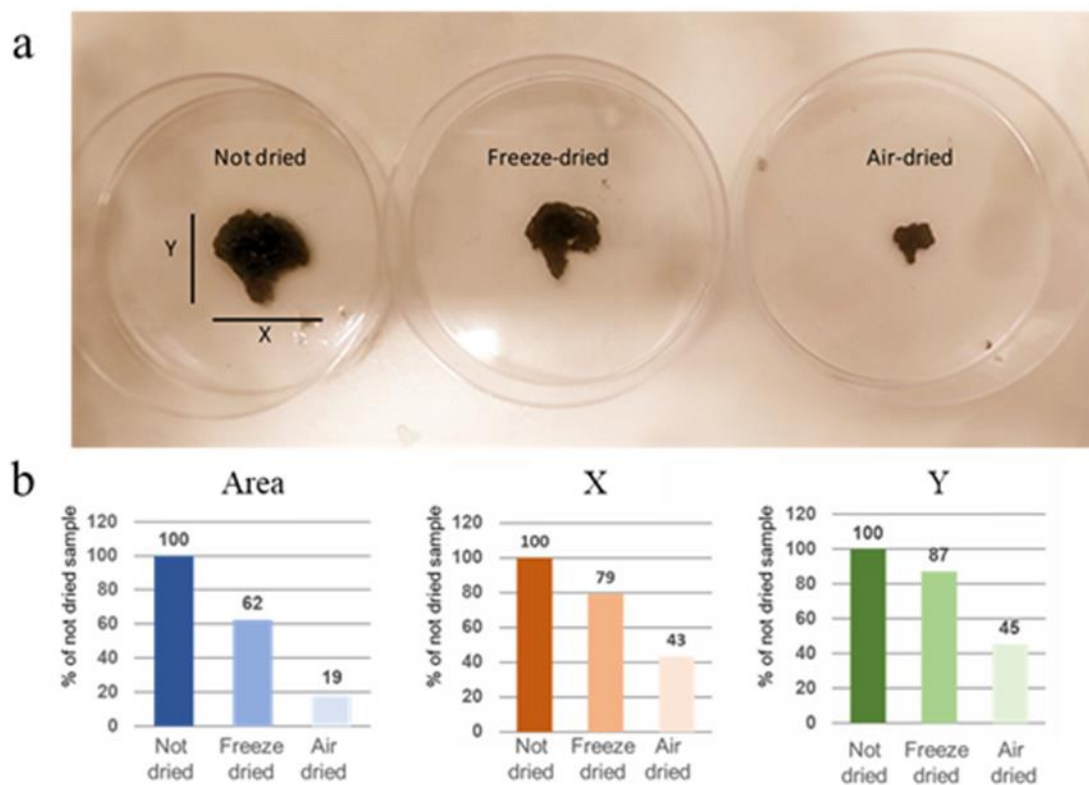 a
Not dried
Freeze-dried
Air-dried
Y
X
b
Area
% of not dried sample
120
100
80
60
40
20
0
100
62
19
Not dried
Freeze dried
Air dried
X
% of not dried sample
120
100
80
60
40
20
0
100
79
43
Not dried
Freeze dried
Air dried
Y
% of not dried sample
120
100
80
60
40
20
0
100
87
45
Not dried
Freeze dried
Air dried